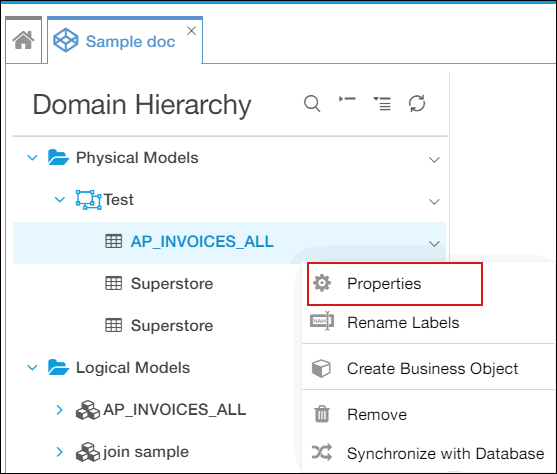 Sample doc
Domain Hierarchy
Physical Models
Test
AP_INVOICES_ALL
Superstore
Properties
Superstore
Rename Labels
Logical Models
Create Business Object
AP_INVOICES_ALL
Remove
join sample
Synchronize with Database